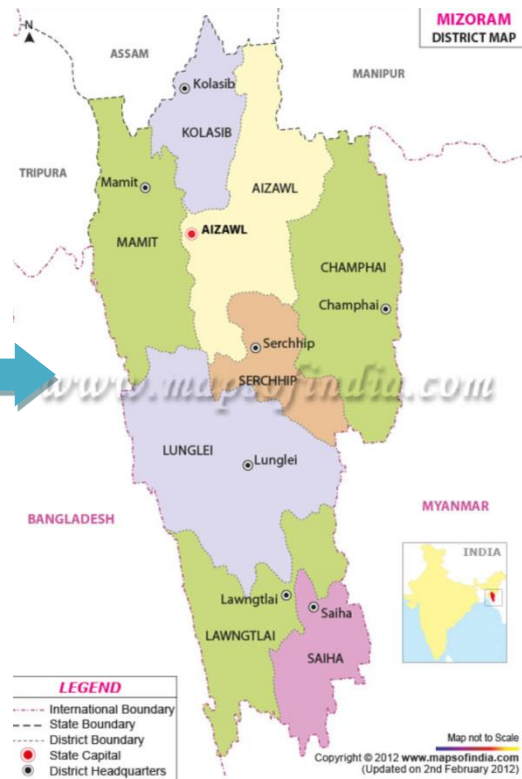 MIZORAM
DISTRICT MAP
N
ASSAM
MANIPUR
Kolasib
KOLASIB
TRIPURA
Mamit
AIZAWL
AIZAWL
MAMIT
CHAMPHAI
Champhai
Serchhip
SERCHHIP
www.mapsofindia.com
LUNGLEI
Lunglei
BANGLADESH
MYANMAR
INDIA
Lawngtlai
Saiha
LAWNGTLAI
SAIHA
LEGEND
International Boundary
State Boundary
District Boundary
State Capital
District Headquarters
Map not to Scale
Copyright © 2012 www.mapsofindia.com
(Updated on 2nd February 2012)